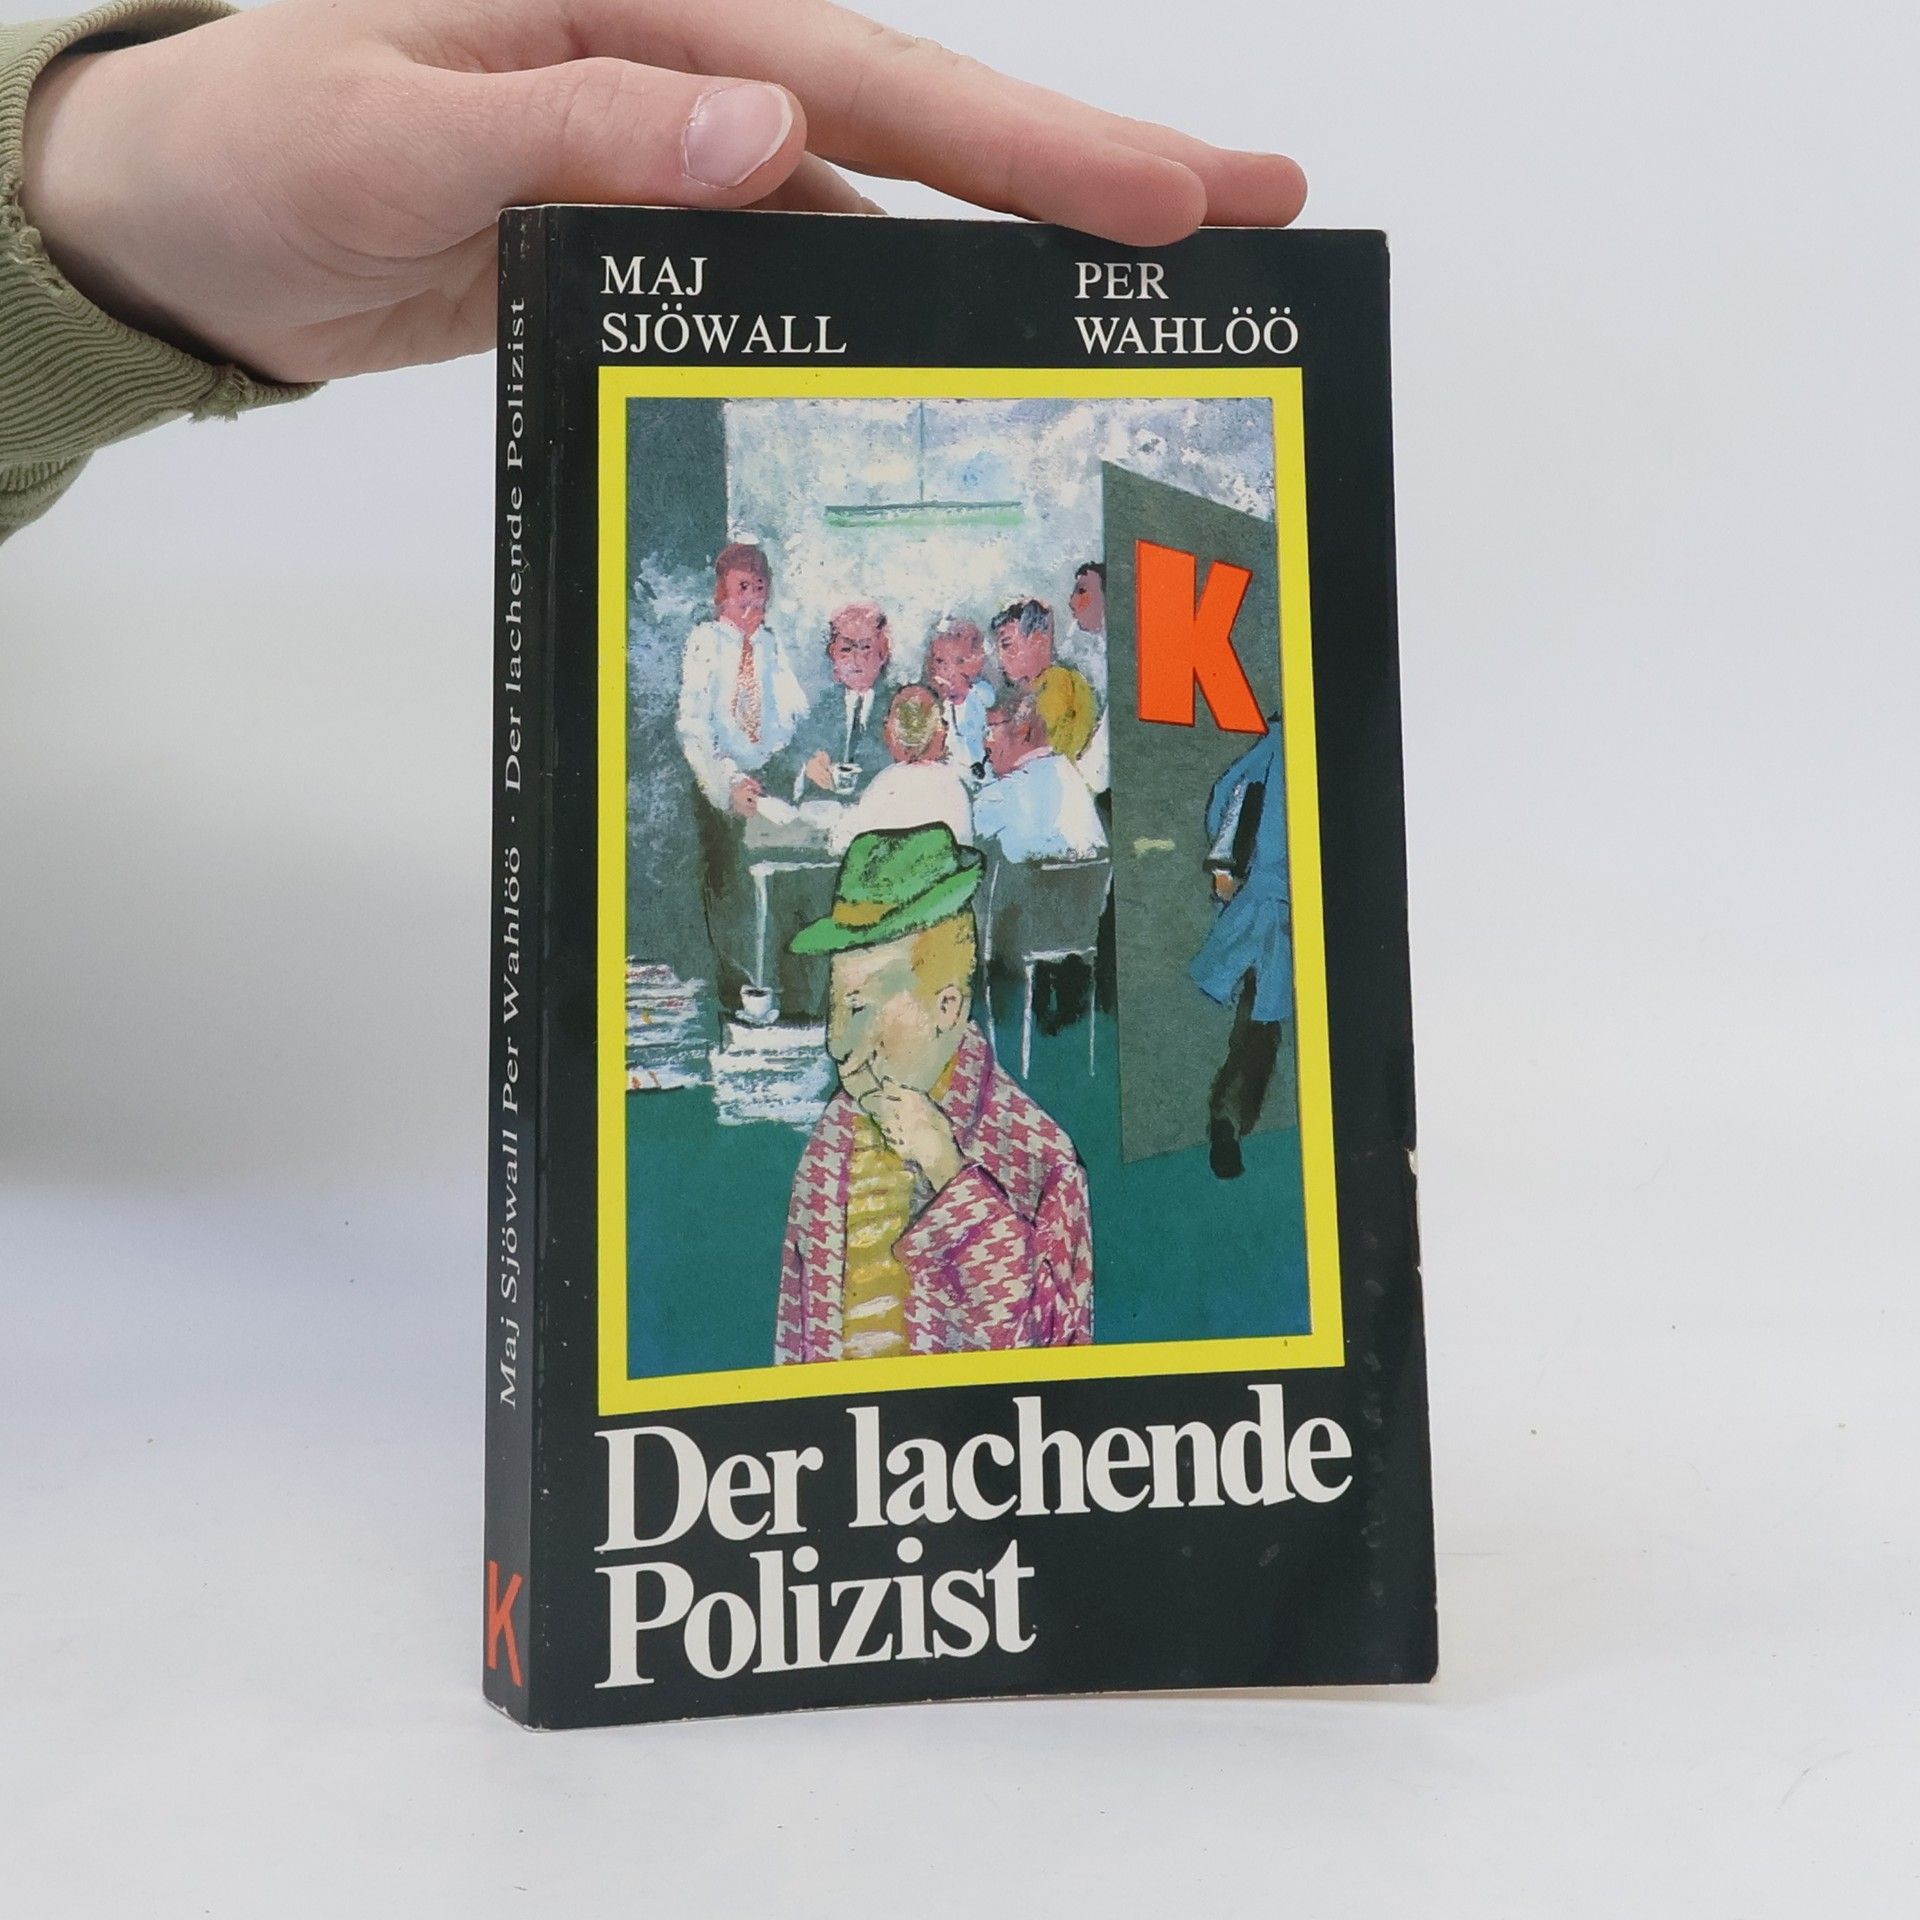 MAJ
SJÖWALL
PER
WAHLÖÖ
K
Der lachende
Polizist
Maj Sjöwall Per Wahlöö · Der lachende Polizist
K